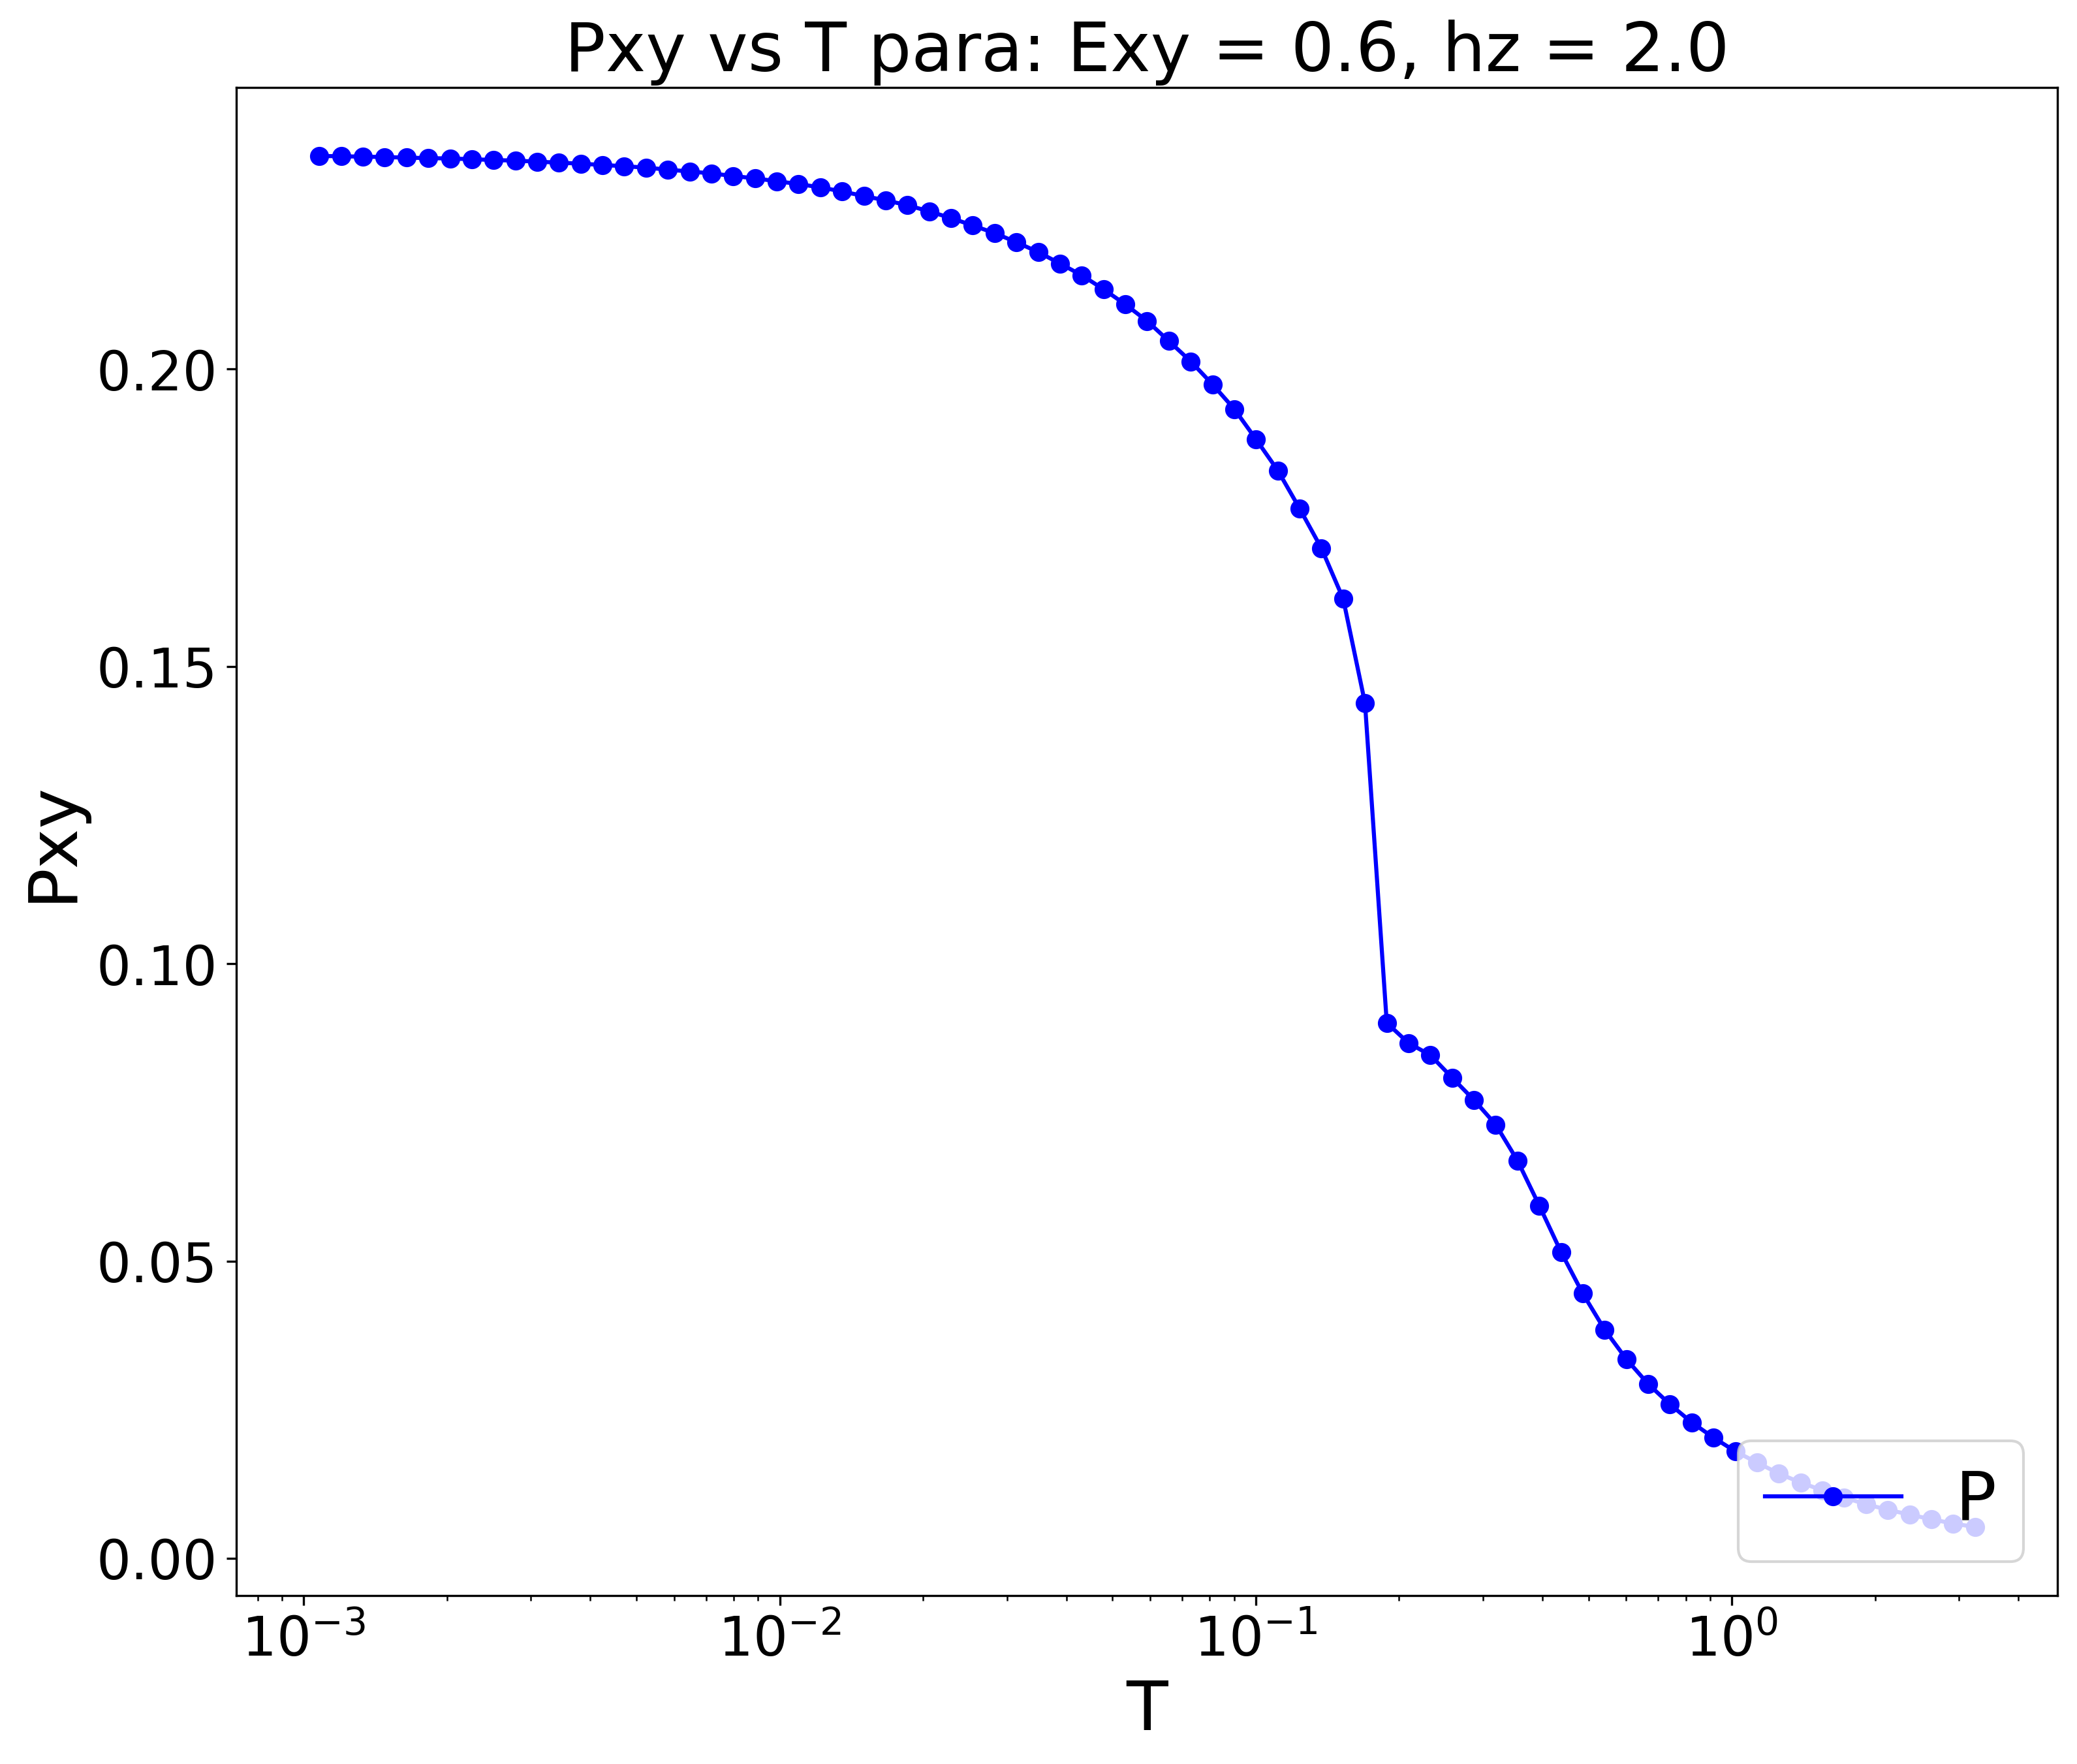 Pxy vs T para: Exy = 0.6, hz = 2.0
Pxy
0.20
0.15
0.10
0.05
0.00
P
10⁻³ 10⁻² 10⁻¹ 10⁰
T